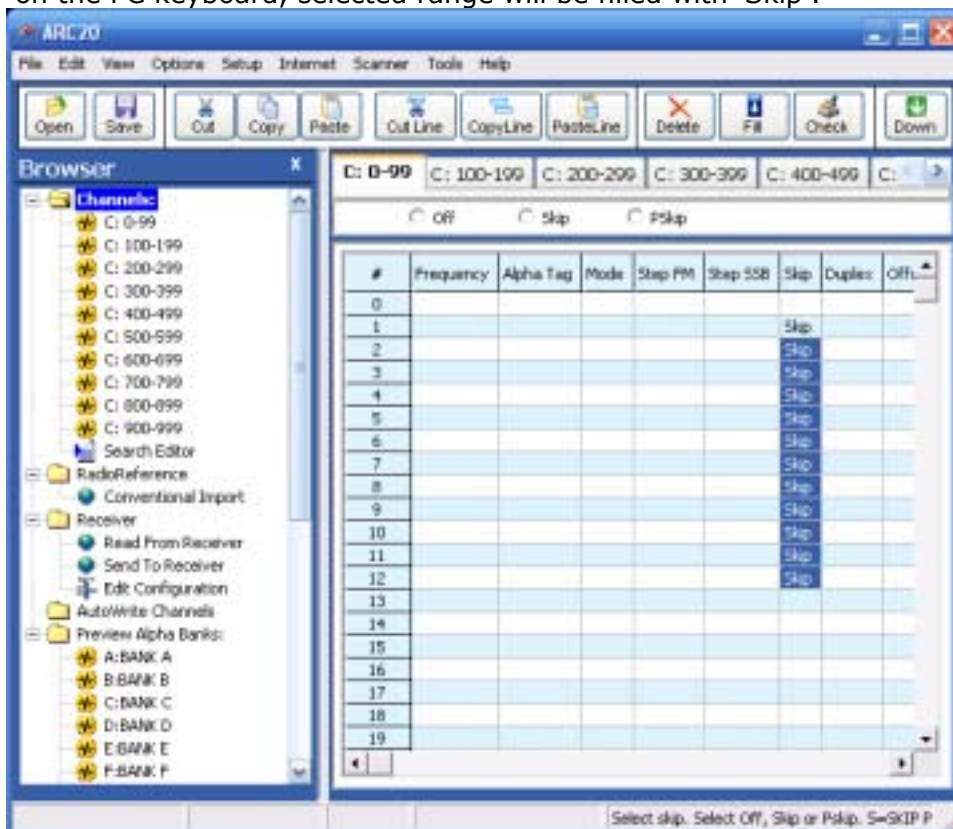 on the PC keyboard, selected range will be filled with 'Skip'.
ARC20
File Edit View Options Setup Internet Scanner Tools Help
Open Save Cut Copy Paste Cut Line CopyLine PasteLine Delete Fill Check Down
Browser x
Channels:
C: 0-99
C: 100-199
C: 200-299
C: 300-399
C: 400-499
C: 500-599
C: 600-699
C: 700-799
C: 800-899
C: 900-999
Search Editor
RadioReference
Conventional Import
Receiver
Read From Receiver
Send To Receiver
Edit Configuration
AutoWrite Channels
Preview Alpha Banks:
A:BANK A
B:BANK B
C:BANK C
D:BANK D
E:BANK E
F:BANK F
C: 0-99 C: 100-199 C: 200-299 C: 300-399 C: 400-499 C:
Off Skip PSkip
# Frequency Alpha Tag Mode Step FM Step SSB Skip Duplex
0
1 Skip
2 Skip
3 Skip
4 Skip
5 Skip
6 Skip
7 Skip
8 Skip
9 Skip
10 Skip
11 Skip
12 Skip
13
14
15
16
17
18
19
Select skip. Select Off, Skip or Pskip. S=SKIP P